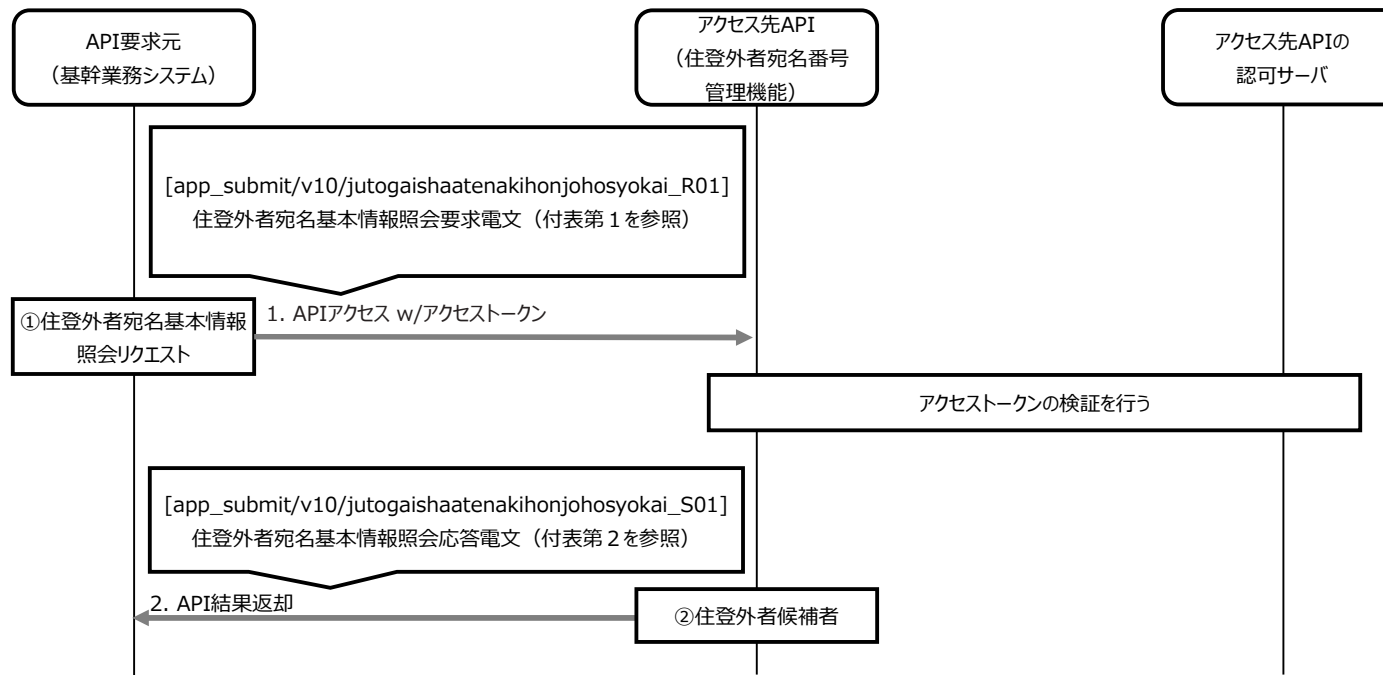 API要求元
（基幹業務システム）
アクセス先API
（住登外者宛名番号
管理機能）
アクセス先APIの
認可サーバ
[app_submit/v10/jutogaishaatenakihonjohosyokai_R01]
住登外者宛名基本情報照会要求電文（付表第１を参照）
①住登外者宛名基本情報
照会リクエスト
1. APIアクセス w/アクセストークン
アクセストークンの検証を行う
[app_submit/v10/jutogaishaatenakihonjohosyokai_S01]
住登外者宛名基本情報照会応答電文（付表第２を参照）
2. API結果返却
②住登外者候補者